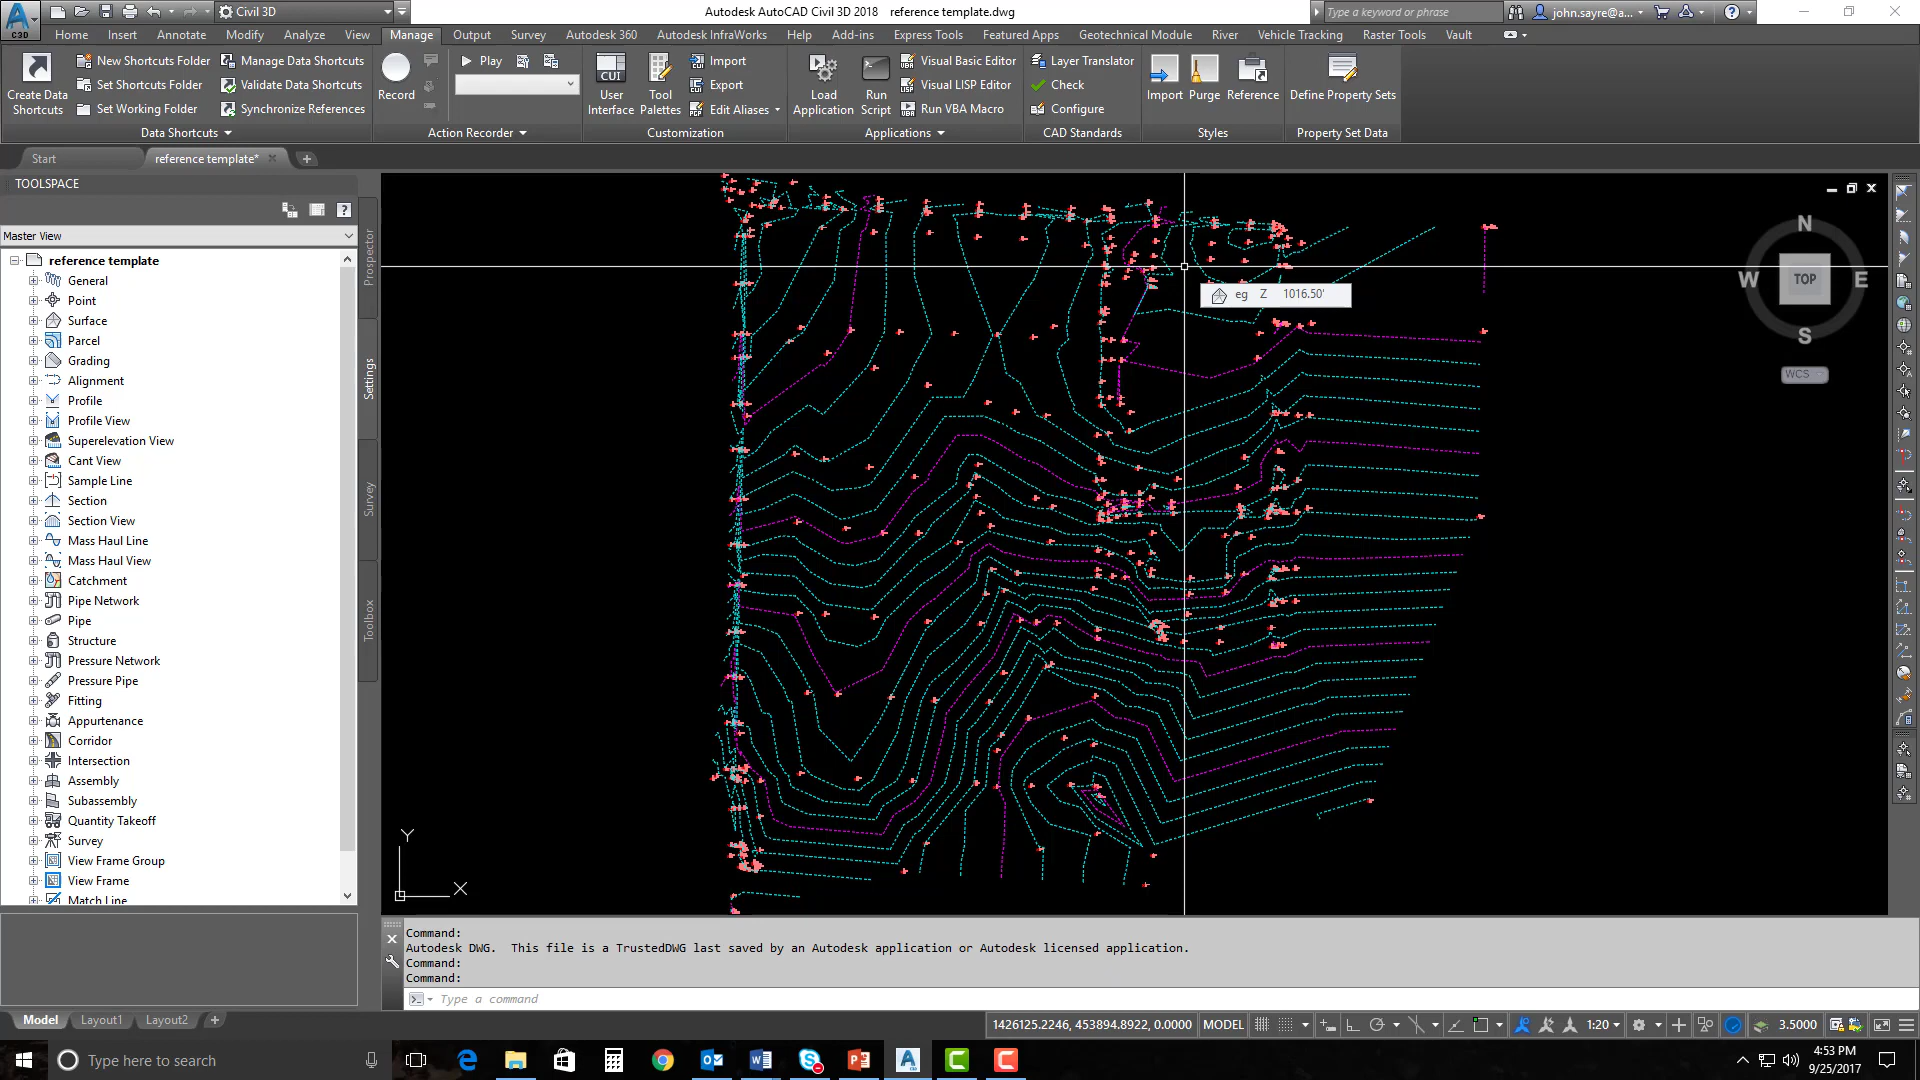 Civil 3D
Autodesk AutoCAD Civil 3D 2018 reference template.dwg
Type a keyword or phrase
john.sayre@a...
C3D
Home Insert Annotate Modify Analyze View Manage Output Survey Autodesk 360 Autodesk InfraWorks Help Add-ins Express Tools Featured Apps Geotechnical Module River Vehicle Tracking Raster Tools Vault
Create Data Shortcuts
New Shortcuts Folder
Set Shortcuts Folder
Set Working Folder
Manage Data Shortcuts
Validate Data Shortcuts
Synchronize References
Data Shortcuts
Record
Play
Action Recorder
CUI
User Interface
Tool Palettes
Import
Export
Edit Aliases
Customization
Load Application
Run Script
Visual Basic Editor
Visual LISP Editor
Run VBA Macro
Applications
Layer Translator
Check
Configure
CAD Standards
Import
Purge
Reference
Styles
Define Property Sets
Property Set Data
Start
reference template*
TOOLSPACE
Master View
reference template
General
Point
Surface
Parcel
Grading
Alignment
Profile
Profile View
Superelevation View
Cant View
Sample Line
Section
Section View
Mass Haul Line
Mass Haul View
Catchment
Pipe Network
Pipe
Structure
Pressure Network
Pressure Pipe
Fitting
Appurtenance
Corridor
Intersection
Assembly
Subassembly
Quantity Takeoff
Survey
View Frame Group
View Frame
Match Line
Prospector
Settings
Survey
Toolbox
eg Z 1016.50'
N
W
TOP
E
S
WCS
Y
X
Command:
Autodesk DWG. This file is a TrustedDWG last saved by an Autodesk application or Autodesk licensed application.
Command:
Command:
Type a command
Model Layout1 Layout2
1426125.2246, 453894.8922, 0.0000 MODEL
1:20
3.5000
Type here to search
4:53 PM
9/25/2017